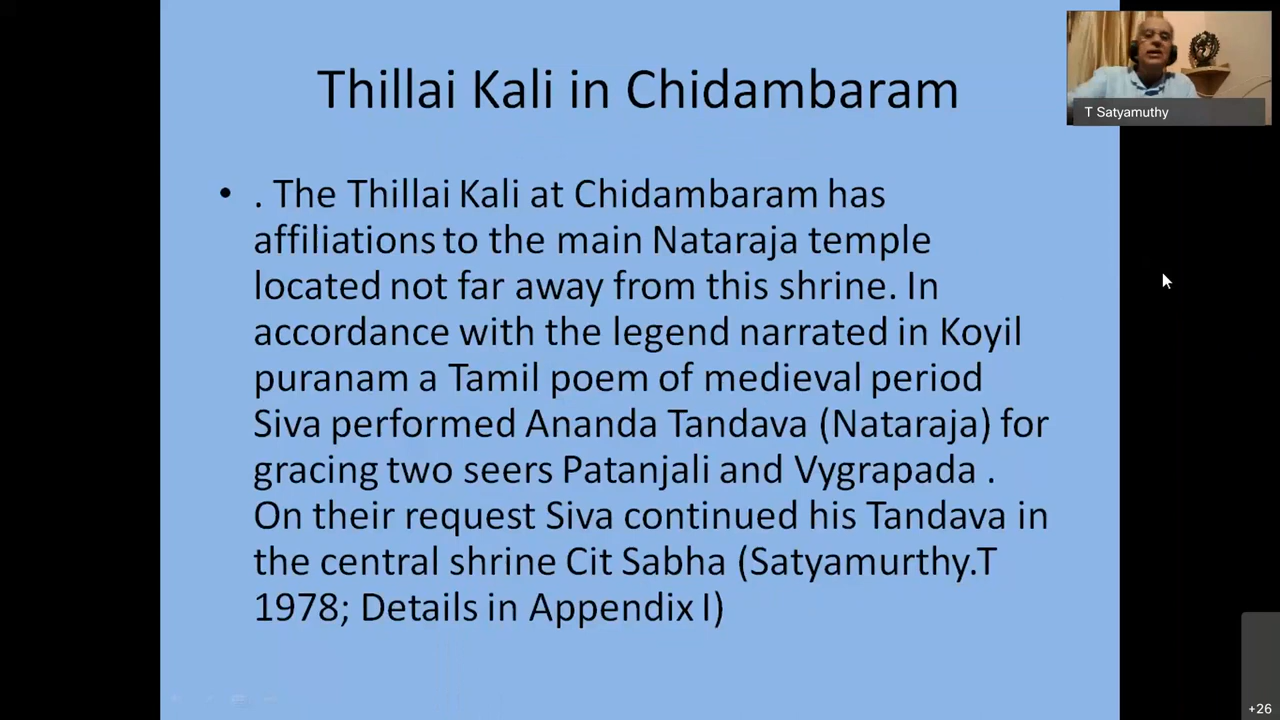 Thillai Kali in Chidambaram
T Satyamuthy
• . The Thillai Kali at Chidambaram has
affiliations to the main Nataraja temple
located not far away from this shrine. In
accordance with the legend narrated in Koyil
puranam a Tamil poem of medieval period
Siva performed Ananda Tandava (Nataraja) for
gracing two seers Patanjali and Vygrapada .
On their request Siva continued his Tandava in
the central shrine Cit Sabha (Satyamurthy.T
1978; Details in Appendix I)
+26